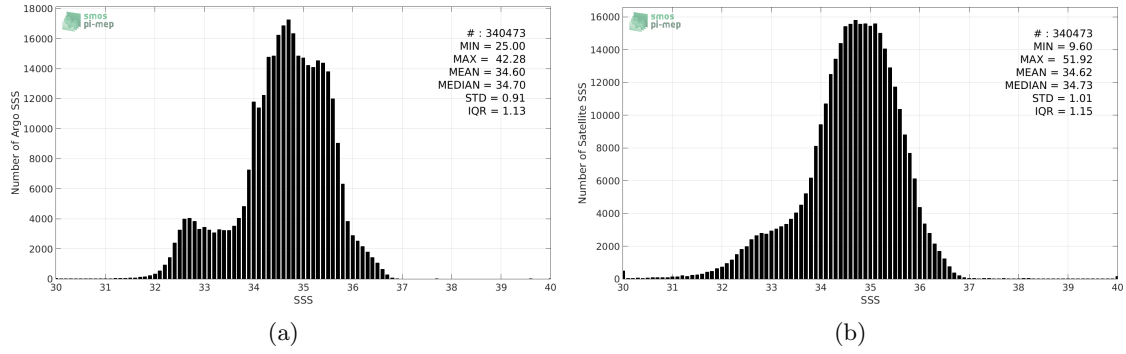 smos
pi-mep
# : 340473
MIN = 25.00
MAX = 42.28
MEAN = 34.60
MEDIAN = 34.70
STD = 0.91
IQR = 1.13
Number of Argo SSS
18000
16000
14000
12000
10000
8000
6000
4000
2000
0
30 31 32 33 34 35 36 37 38 39 40
SSS
(a)
smos
pi-mep
# : 340473
MIN = 9.60
MAX = 51.92
MEAN = 34.62
MEDIAN = 34.73
STD = 1.01
IQR = 1.15
Number of Satellite SSS
16000
14000
12000
10000
8000
6000
4000
2000
0
30 31 32 33 34 35 36 37 38 39 40
SSS
(b)